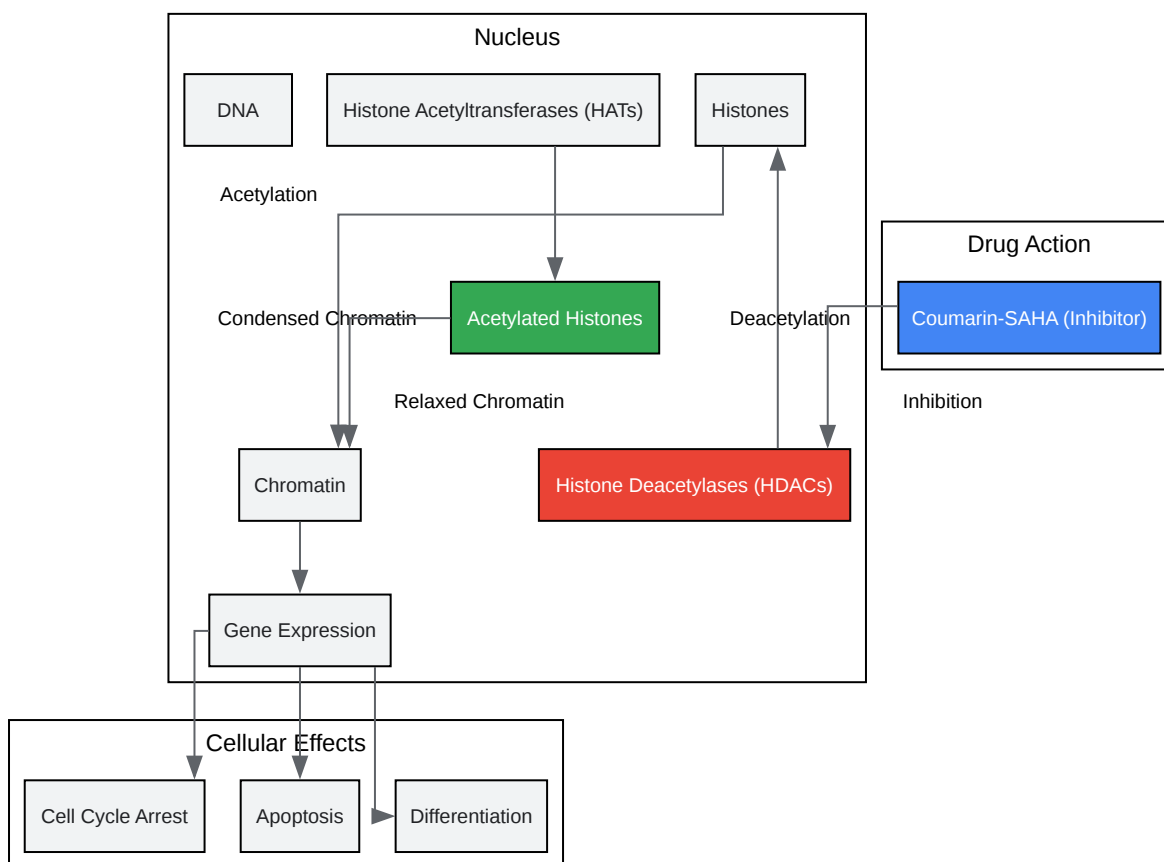 Nucleus
DNA
Histone Acetyltransferases (HATs)
Histones
Acetylation
Drug Action
Condensed Chromatin
Acetylated Histones
Deacetylation
Coumarin-SAHA (Inhibitor)
Relaxed Chromatin
Inhibition
Chromatin
Histone Deacetylases (HDACs)
Gene Expression
Cellular Effects
Cell Cycle Arrest
Apoptosis
Differentiation